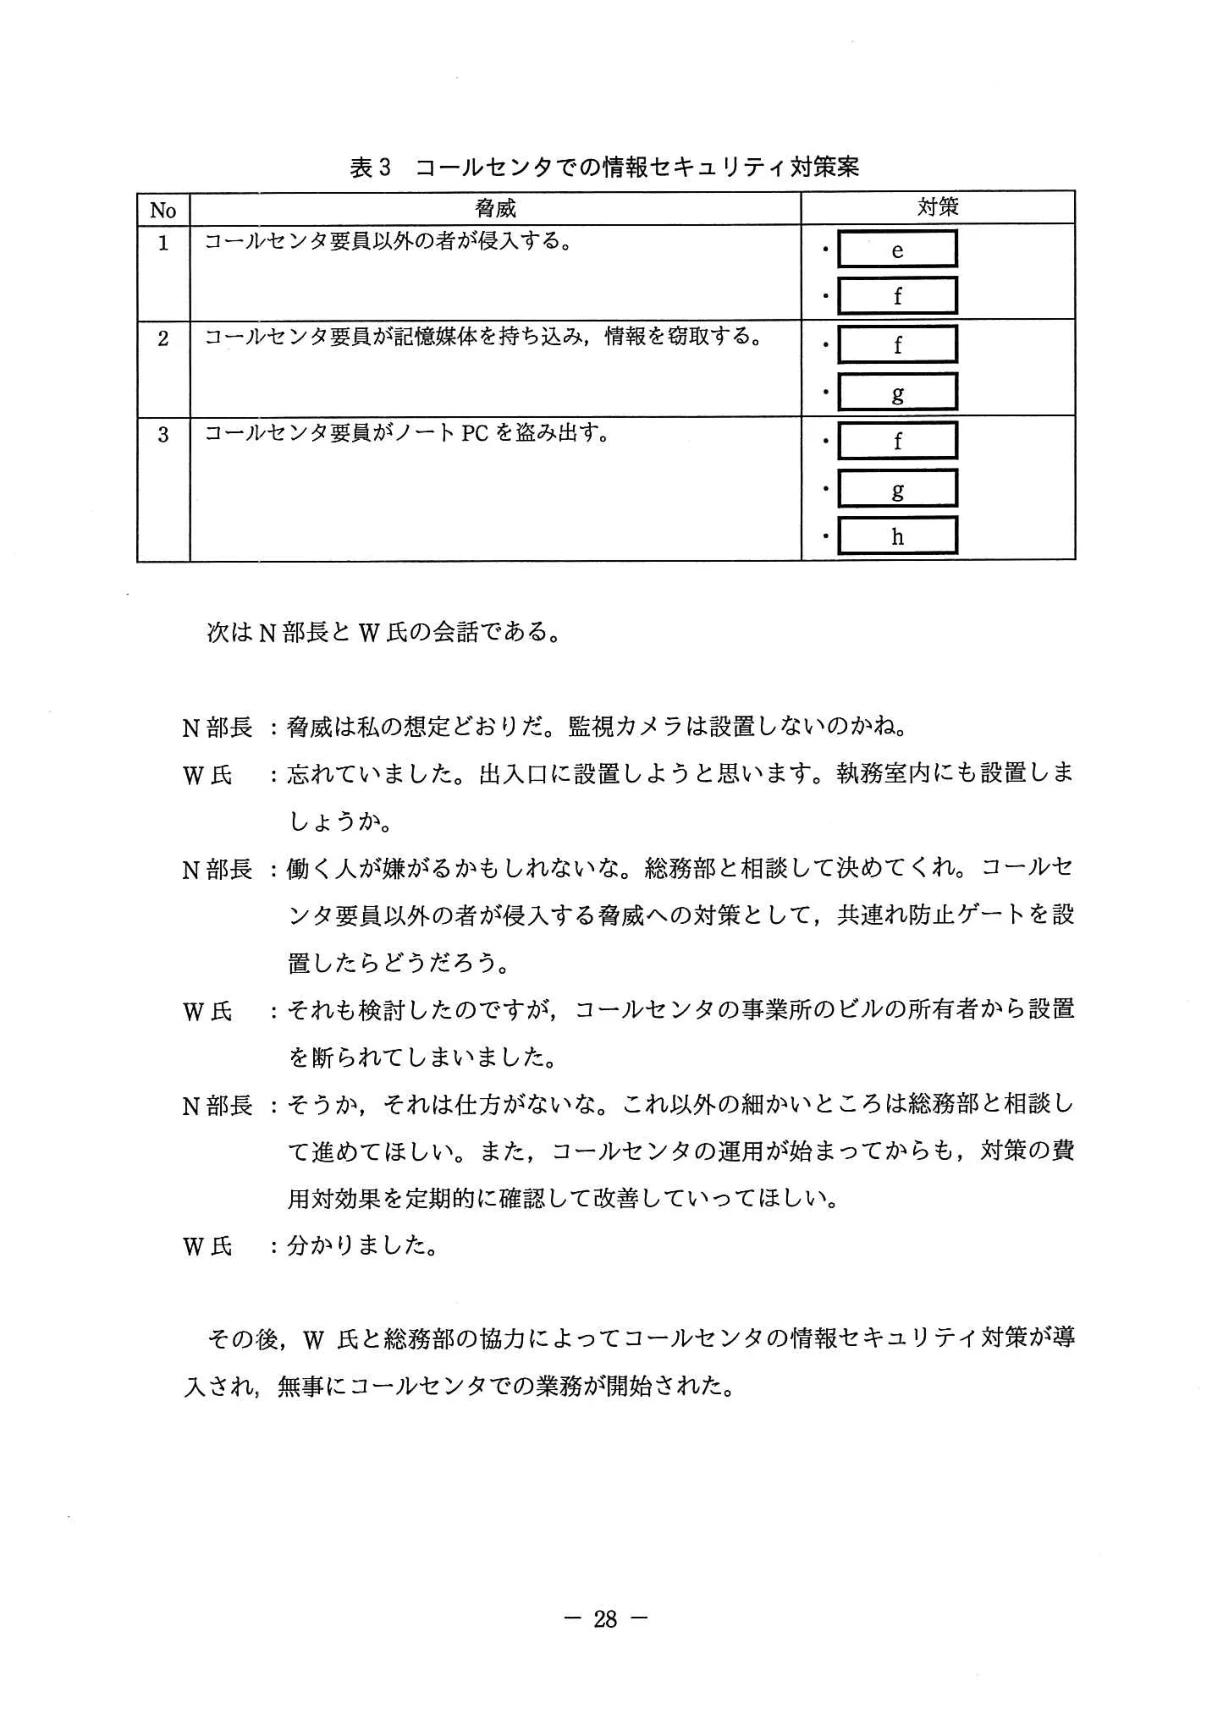 表3　コールセンタでの情報セキュリティ対策案
No　脅威　対策
1　コールセンタ要員以外の者が侵入する。　・ e
・ f
2　コールセンタ要員が記憶媒体を持ち込み，情報を窃取する。　・ f
・ g
3　コールセンタ要員がノート PC を盗み出す。　・ f
・ g
・ h
次は N 部長と W 氏の会話である。
N 部長 ：脅威は私の想定どおりだ。監視カメラは設置しないのかね。
W 氏　：忘れていました。出入口に設置しようと思います。執務室内にも設置しま
しょうか。
N 部長 ：働く人が嫌がるかもしれないな。総務部と相談して決めてくれ。コールセ
ンタ要員以外の者が侵入する脅威への対策として，共連れ防止ゲートを設
置したらどうだろう。
W 氏　：それも検討したのですが，コールセンタの事業所のビルの所有者から設置
を断られてしまいました。
N 部長 ：そうか，それは仕方がないな。これ以外の細かいところは総務部と相談し
て進めてほしい。また，コールセンタの運用が始まってからも，対策の費
用対効果を定期的に確認して改善していってほしい。
W 氏　：分かりました。
その後，W 氏と総務部の協力によってコールセンタの情報セキュリティ対策が導
入され，無事にコールセンタでの業務が開始された。
－ 28 －